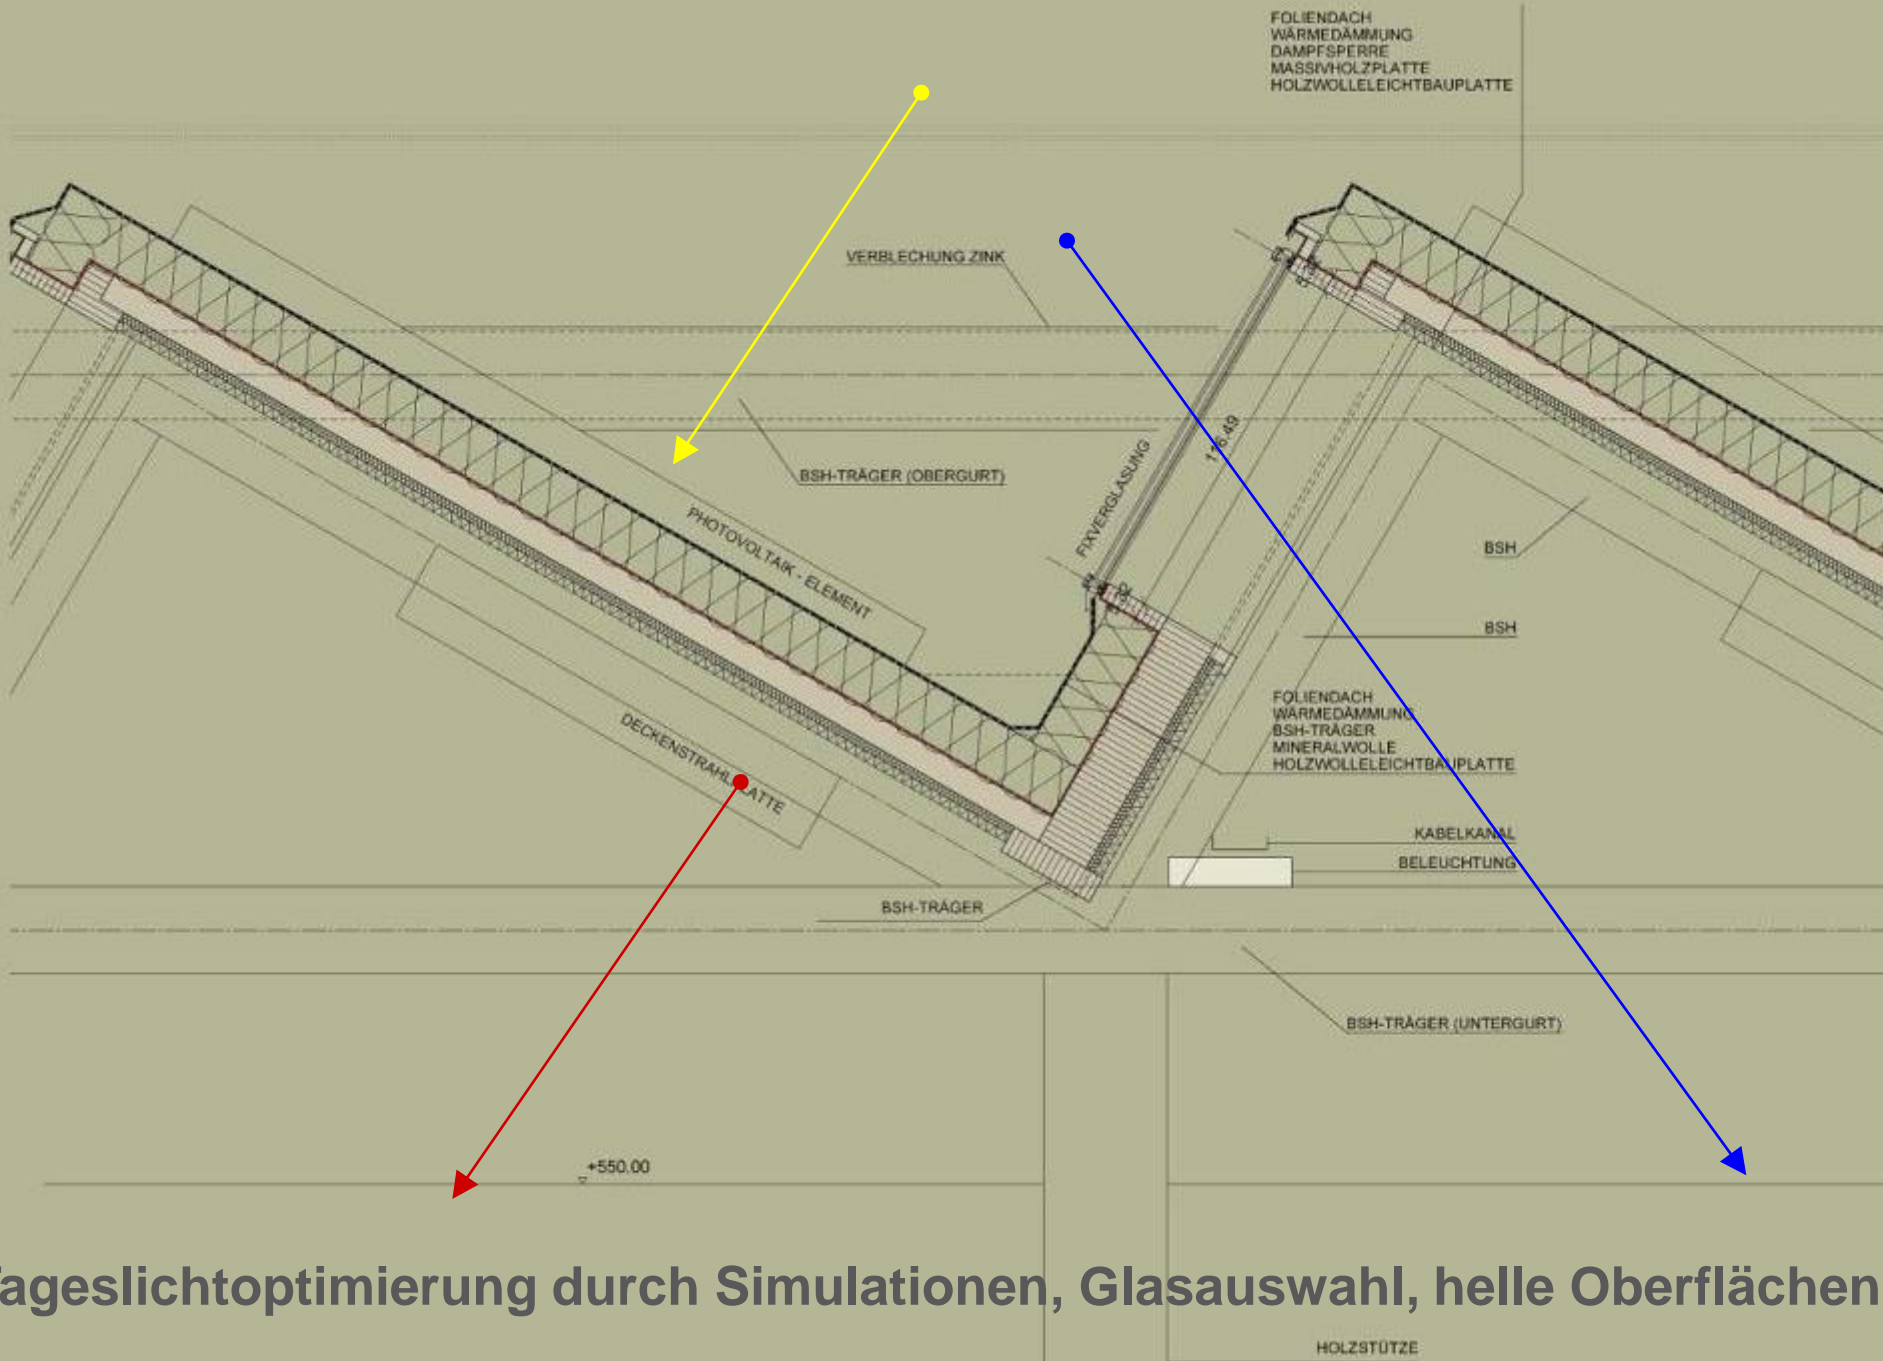 FOLIENDACH
WÄRMEDÄMMUNG
DAMPFSPERRE
MASSIVHOLZPLATTE
HOLZWOLLELEICHTBAUPLATTE
VERBLECHUNG ZINK
116.49
FIXVERGLASUNG
BSH-TRÄGER (OBERGURT)
PHOTOVOLTAIK - ELEMENT
BSH
BSH
FOLIENDACH
WÄRMEDÄMMUNG
BSH-TRÄGER
MINERALWOLLE
HOLZWOLLELEICHTBAUPLATTE
DECKENSTRAHLPLATTE
KABELKANAL
BELEUCHTUNG
BSH-TRÄGER
BSH-TRÄGER (UNTERGURT)
+550.00
ageslichtoptimierung durch Simulationen, Glasauswahl, helle Oberflächen
HOLZSTÜTZE